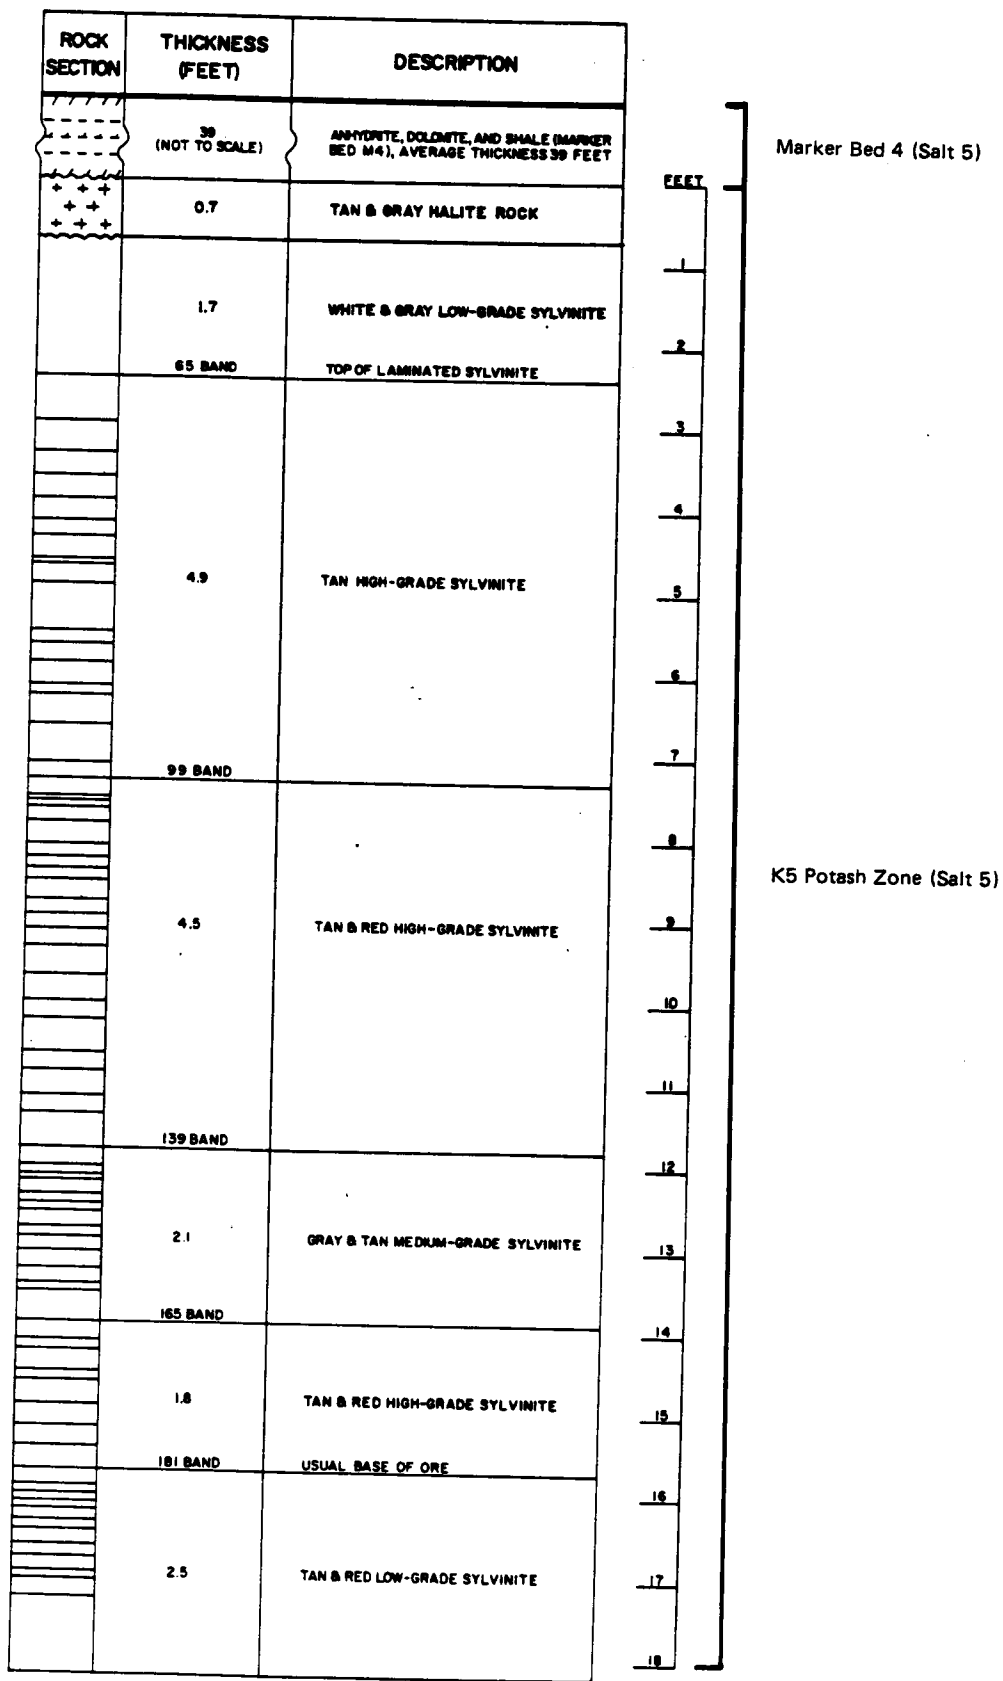 ROCK SECTION
THICKNESS (FEET)
DESCRIPTION
39
(NOT TO SCALE)
ANHYDRITE, DOLOMITE, AND SHALE (MARKER
BED M4), AVERAGE THICKNESS 39 FEET
Marker Bed 4 (Salt 5)
FEET
0.7
TAN & GRAY HALITE ROCK
1
1.7
WHITE & GRAY LOW-GRADE SYLVINITE
2
65 BAND
TOP OF LAMINATED SYLVINITE
3
4
4.9
TAN HIGH-GRADE SYLVINITE
5
6
7
99 BAND
8
K5 Potash Zone (Salt 5)
4.5
TAN & RED HIGH-GRADE SYLVINITE
9
10
11
139 BAND
12
2.1
GRAY & TAN MEDIUM-GRADE SYLVINITE
13
165 BAND
14
1.8
TAN & RED HIGH-GRADE SYLVINITE
15
181 BAND
USUAL BASE OF ORE
16
2.5
TAN & RED LOW-GRADE SYLVINITE
17
18